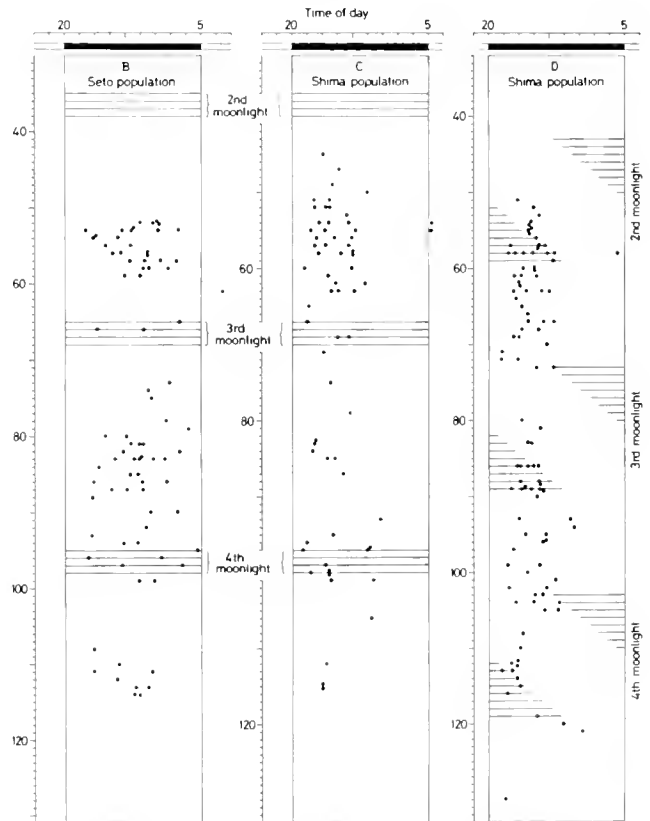 Time of day
20 5 20 5 20 5
B
Seto population
C
Shima population
D
Shima population
2nd
moonlight
3rd
moonlight
4th
moonlight
40
60
80
100
120
60
80
120
40
60
80
100
120
2nd moonlight
3rd moonlight
4th moonlight